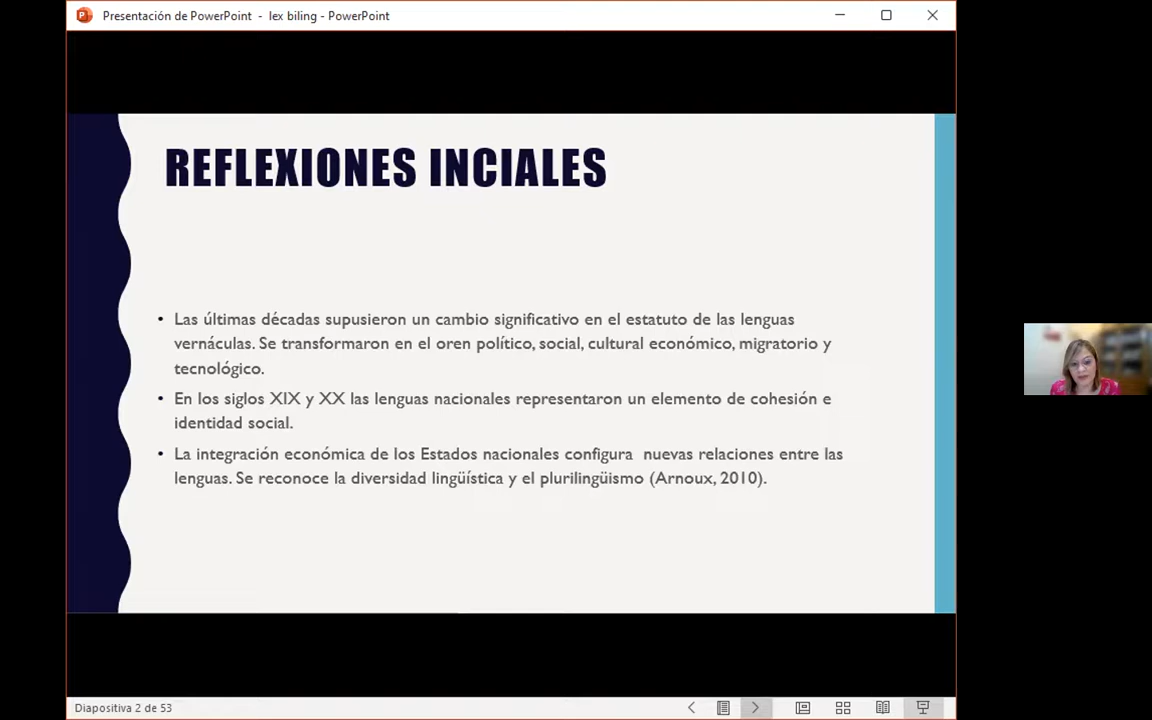 Presentación de PowerPoint - lex biling - PowerPoint
REFLEXIONES INCIALES
• Las últimas décadas supusieron un cambio significativo en el estatuto de las lenguas
vernáculas. Se transformaron en el oren político, social, cultural económico, migratorio y
tecnológico.
• En los siglos XIX y XX las lenguas nacionales representaron un elemento de cohesión e
identidad social.
• La integración económica de los Estados nacionales configura nuevas relaciones entre las
lenguas. Se reconoce la diversidad lingüística y el plurilingüismo (Arnoux, 2010).
Diapositiva 2 de 53